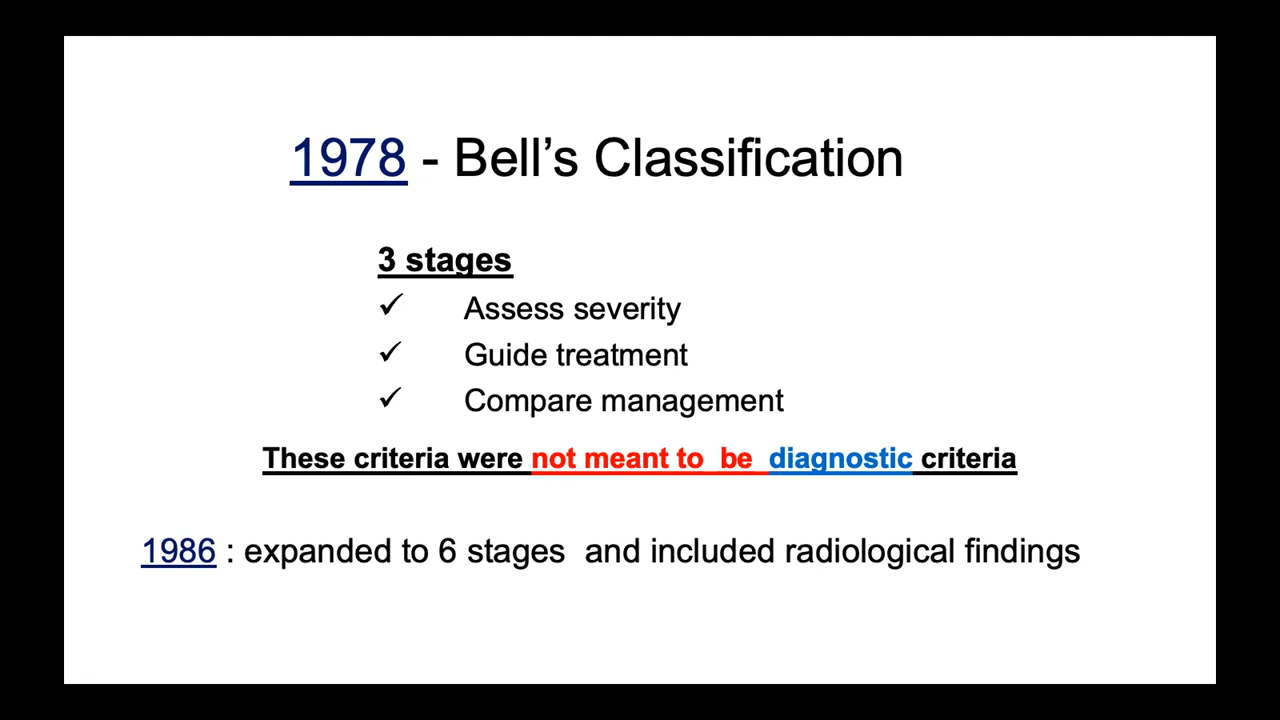 1978 - Bell’s Classification
3 stages
✓ Assess severity
✓ Guide treatment
✓ Compare management
These criteria were not meant to be diagnostic criteria
1986 : expanded to 6 stages and included radiological findings